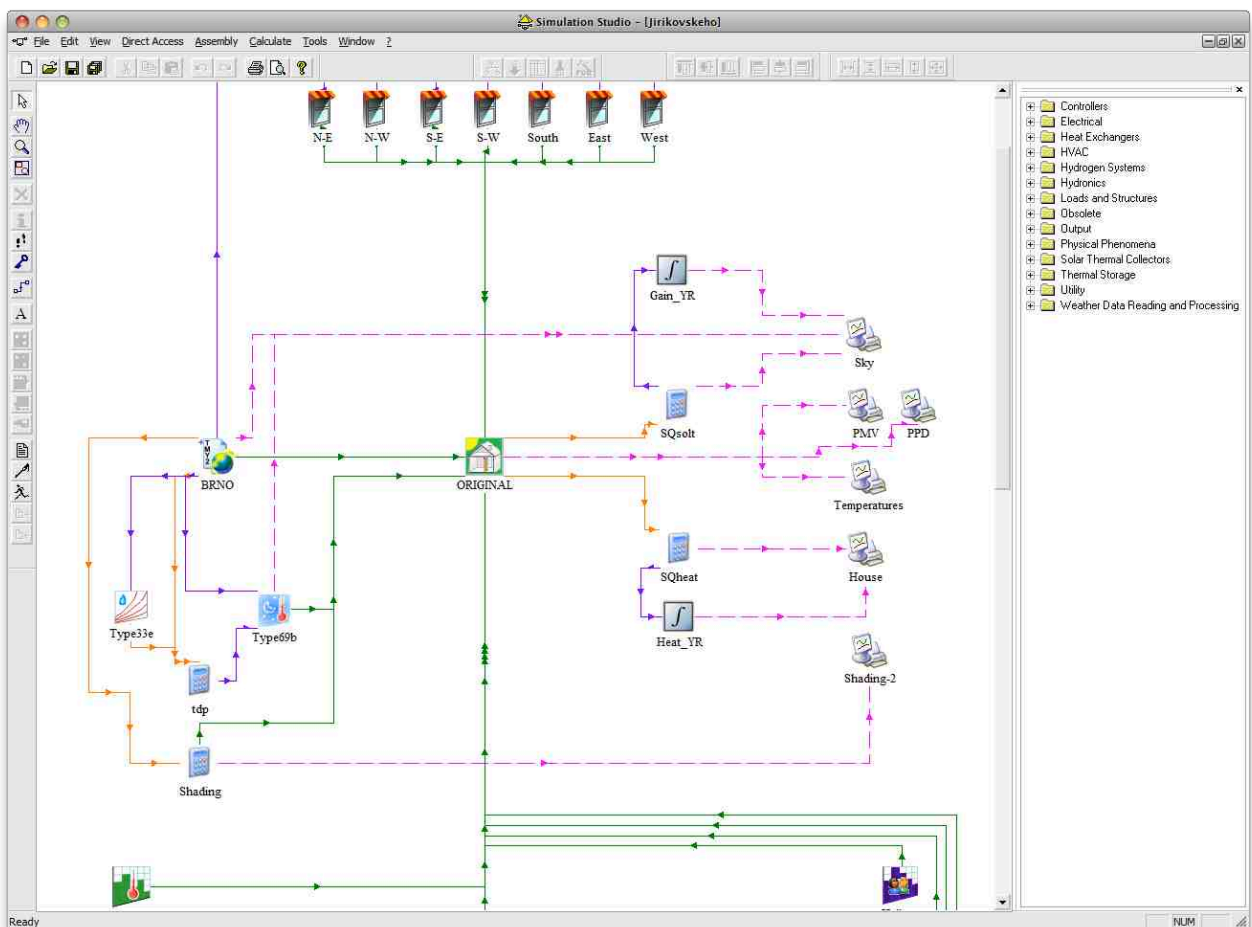 Simulation Studio - [Jirikovskeho]
File Edit View Direct Access Assembly Calculate Tools Window ?
N-E N-W S-E S-W South East West
Gain_YR
Sky
SQsolt
PMV PPD
TMY2
BRNO
ORIGINAL
Temperatures
SQheat
House
Type33e
Type69b
Heat_YR
Shading-2
tdp
Shading
Controllers
Electrical
Heat Exchangers
HVAC
Hydrogen Systems
Hydronics
Loads and Structures
Obsolete
Output
Physical Phenomena
Solar Thermal Collectors
Thermal Storage
Utility
Weather Data Reading and Processing
A
Ready
NUM